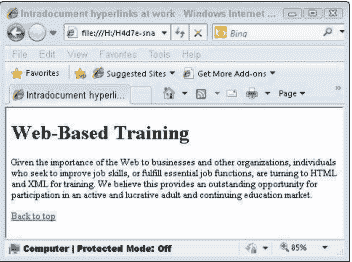 Intradocument hyperlinks at work - Windows Internet ...
file:///H:/H4d7e-sna
Bing
File Edit View Favorites Tools Help
Favorites Suggested Sites Get More Add-ons
Intradocument hyperli... Page
Web-Based Training
Given the importance of the Web to businesses and other organizations, individuals
who seek to improve job skills, or fulfill essential job functions, are turning to HTML
and XML for training. We believe this provides an outstanding opportunity for
participation in an active and lucrative adult and continuing education market.
Back to top
Computer | Protected Mode: Off 85%